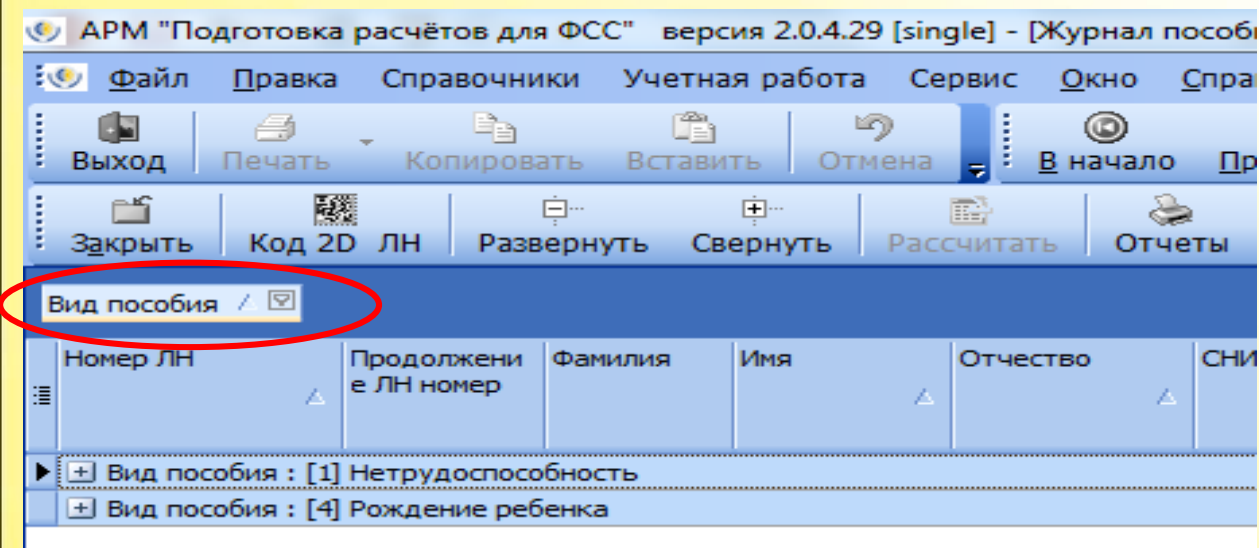 АРМ "Подготовка расчётов для ФСС" версия 2.0.4.29 [single] - [Журнал пособи
Файл Правка Справочники Учетная работа Сервис Окно Спра
Выход Печать Копировать Вставить Отмена В начало Пр
Закрыть Код 2D ЛН Развернуть Свернуть Рассчитать Отчеты
Вид пособия
Номер ЛН Продолжени Фамилия Имя Отчество СНИ
е ЛН номер
Вид пособия : [1] Нетрудоспособность
Вид пособия : [4] Рождение ребенка